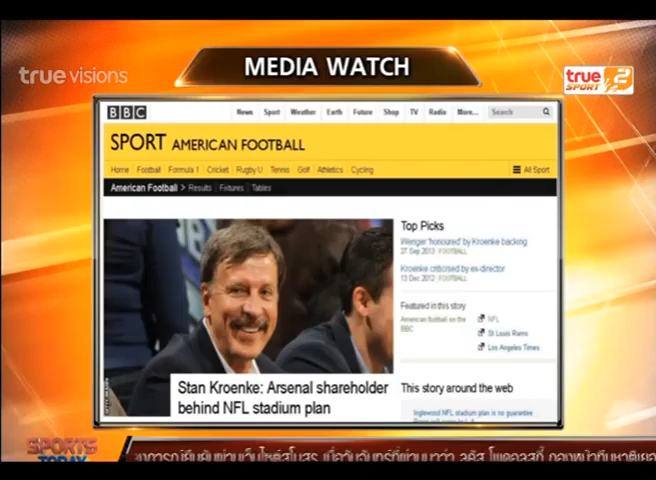 MEDIA WATCH
truevisions
true 2
SPORT
BBC
News Sport Weather Earth Future Shop TV Radio More... Search
SPORT AMERICAN FOOTBALL
Home Football Formula 1 Cricket Rugby U Tennis Golf Athletics Cycling All Sport
American Football > Results Fixtures Tables
Top Picks
Wenger 'honoured' by Kroenke backing
27 Sep 2013 FOOTBALL
Kroenke criticised by ex-director
13 Dec 2012 FOOTBALL
Featured in this story
American football on the BBC
NFL
St Louis Rams
Los Angeles Times
Stan Kroenke: Arsenal shareholder
behind NFL stadium plan
This story around the web
Inglewood NFL stadium plan is no guarantee
SPORTS
TODAY